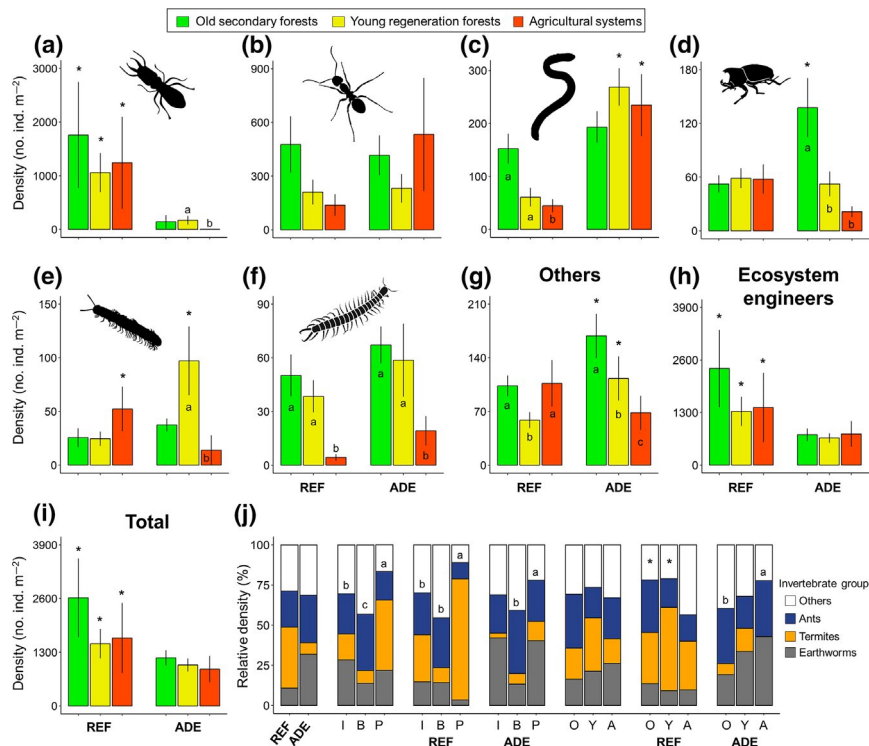 Old secondary forests Young regeneration forests Agricultural systems
(a) (b) (c) (d)
Density (no. ind. m⁻²)
3000
2000
1000
0
* * * a b
900
600
300
0
300
200
100
0
a a b * *
180
120
60
0
* a b b
(e) (f) (g) Others (h) Ecosystem engineers
Density (no. ind. m⁻²)
150
100
50
0
* * a b
90
60
30
0
a a b a a b
REF ADE
210
140
70
0
a b a * a * b c
REF ADE
3900
2600
1300
0
* * *
REF ADE
(i) Total
Density (no. ind. m⁻²)
3900
2600
1300
0
* * *
REF ADE
(j)
Relative density (%)
100
75
50
25
0
b c a b b a b a * * b a
REF ADE I B P I B P I B P O Y A O Y A O Y A
REF ADE REF ADE
Invertebrate group
Others
Ants
Termites
Earthworms